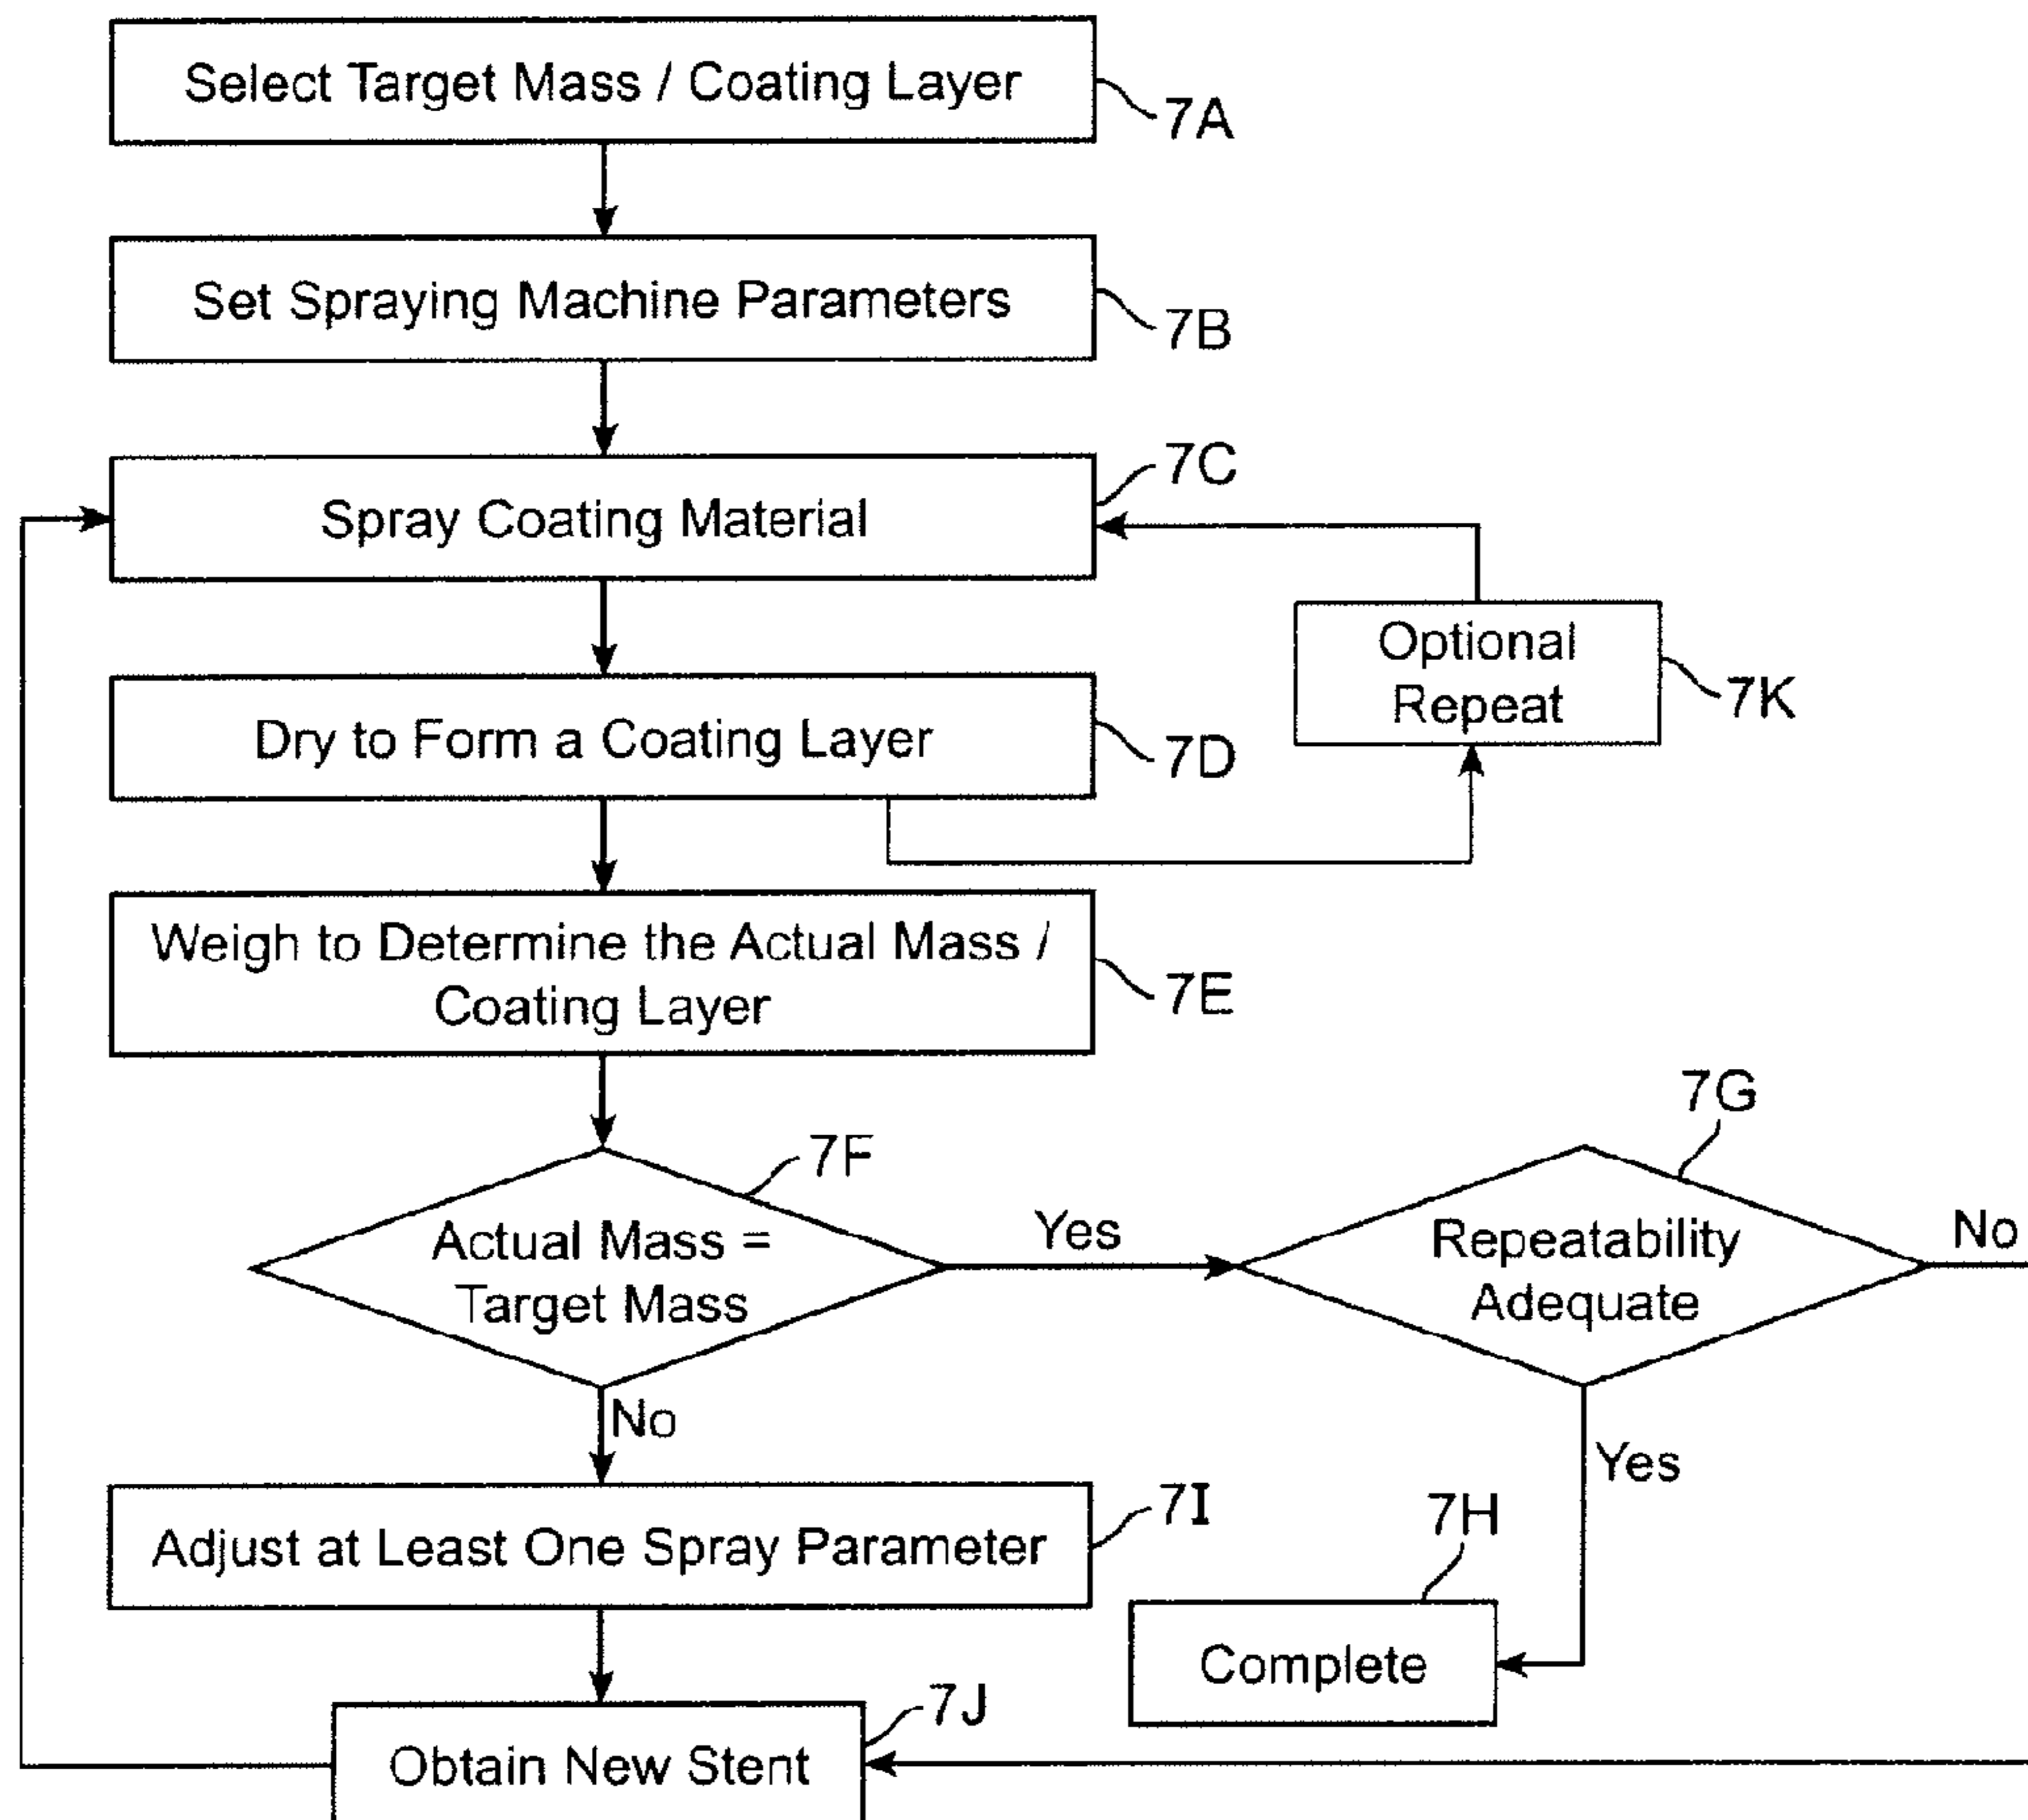 Select Target Mass / Coating Layer
7A
Set Spraying Machine Parameters
7B
Spray Coating Material
7C
Optional
Repeat
7K
Dry to Form a Coating Layer
7D
Weigh to Determine the Actual Mass /
Coating Layer
7E
7F
Actual Mass =
Target Mass
Yes
7G
Repeatability
Adequate
No
No
Yes
Adjust at Least One Spray Parameter
7I
7H
Complete
7J
Obtain New Stent